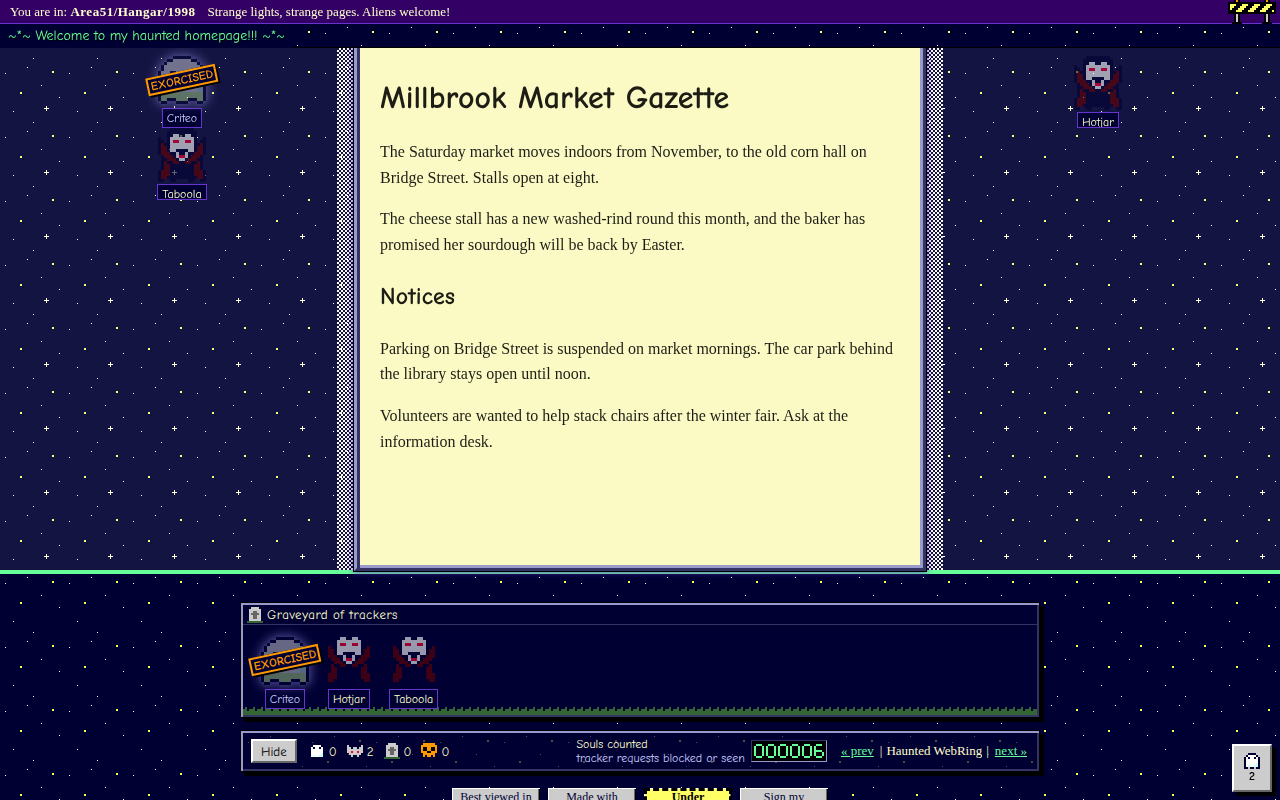 You are in: Area51/Hangar/1998 Strange lights, strange pages. Aliens welcome!
~*~ Welcome to my haunted homepage!!! ~*~
EXORCISED
Criteo
Taboola
Hotjar
Millbrook Market Gazette
The Saturday market moves indoors from November, to the old corn hall on
Bridge Street. Stalls open at eight.
The cheese stall has a new washed-rind round this month, and the baker has
promised her sourdough will be back by Easter.
Notices
Parking on Bridge Street is suspended on market mornings. The car park behind
the library stays open until noon.
Volunteers are wanted to help stack chairs after the winter fair. Ask at the
information desk.
Graveyard of trackers
EXORCISED
Criteo Hotjar Taboola
Hide 0 2 0 0
Souls counted
tracker requests blocked or seen
000006
« prev | Haunted WebRing | next »
2
Best viewed in Made with Under Sign my